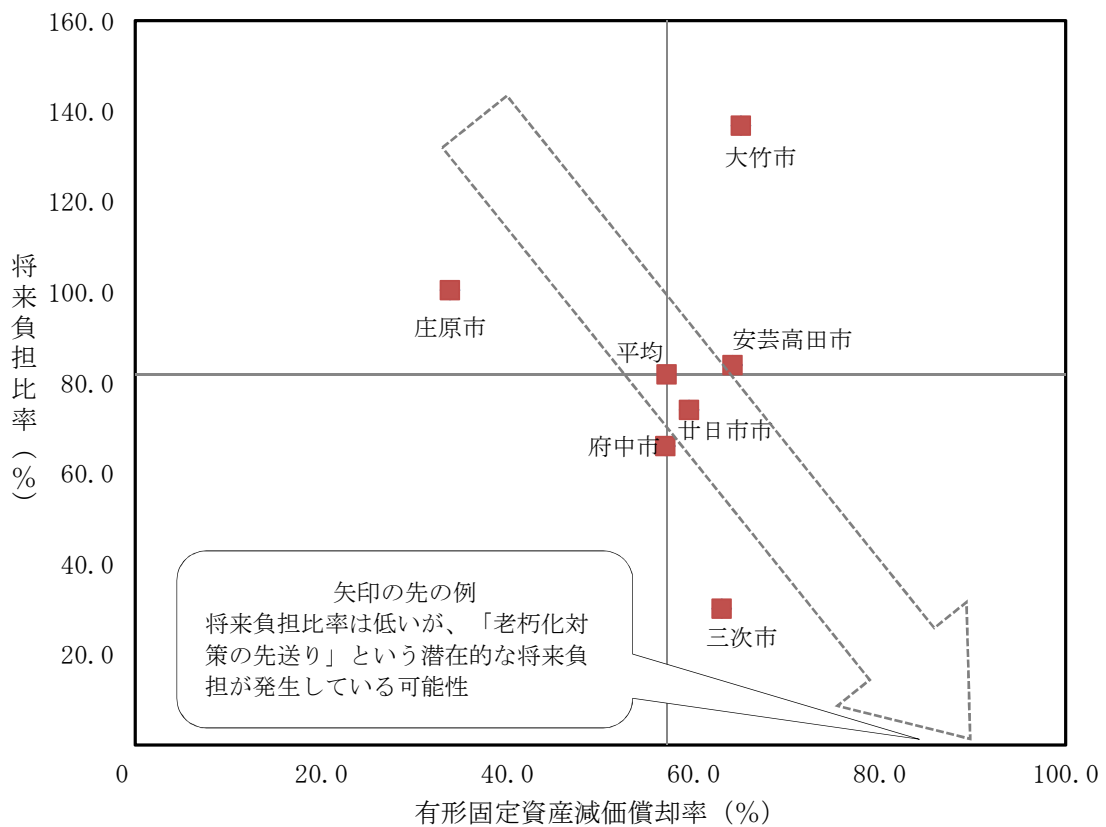 160.0
140.0
120.0
100.0
80.0
60.0
40.0
20.0
将来負担比率（%）
大竹市
庄原市
安芸高田市
平均
廿日市市
府中市
三次市
矢印の先の例
将来負担比率は低いが、「老朽化対
策の先送り」という潜在的な将来負
担が発生している可能性
0
20.0
40.0
60.0
80.0
100.0
有形固定資産減価償却率（%）